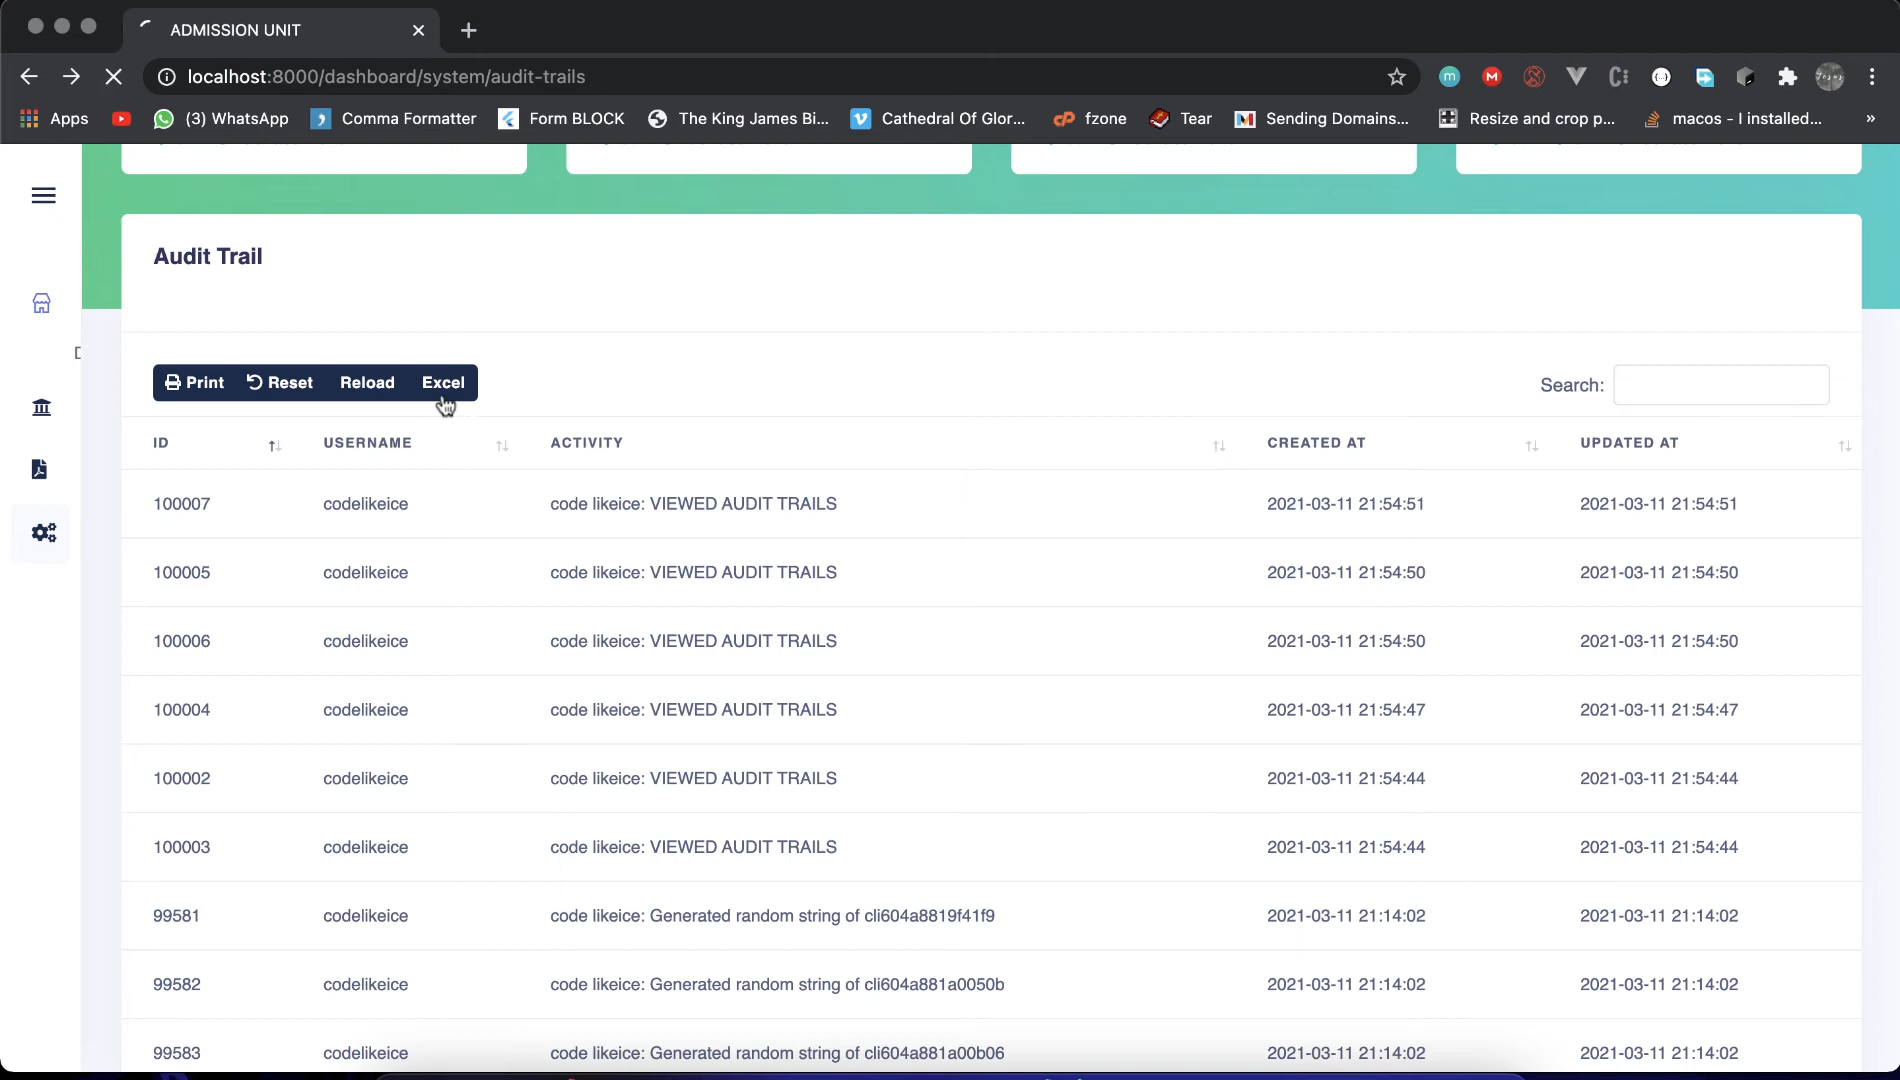 ADMISSION UNIT
localhost:8000/dashboard/system/audit-trails
Apps
(3) WhatsApp
Comma Formatter
Form BLOCK
The King James Bi...
Cathedral Of Glor...
fzone
Tear
Sending Domains...
Resize and crop p...
macos - I installed...
»
Audit Trail
Print Reset Reload Excel
Search:
ID USERNAME ACTIVITY CREATED AT UPDATED AT
100007 codelikeice code likeice: VIEWED AUDIT TRAILS 2021-03-11 21:54:51 2021-03-11 21:54:51
100005 codelikeice code likeice: VIEWED AUDIT TRAILS 2021-03-11 21:54:50 2021-03-11 21:54:50
100006 codelikeice code likeice: VIEWED AUDIT TRAILS 2021-03-11 21:54:50 2021-03-11 21:54:50
100004 codelikeice code likeice: VIEWED AUDIT TRAILS 2021-03-11 21:54:47 2021-03-11 21:54:47
100002 codelikeice code likeice: VIEWED AUDIT TRAILS 2021-03-11 21:54:44 2021-03-11 21:54:44
100003 codelikeice code likeice: VIEWED AUDIT TRAILS 2021-03-11 21:54:44 2021-03-11 21:54:44
99581 codelikeice code likeice: Generated random string of cli604a8819f41f9 2021-03-11 21:14:02 2021-03-11 21:14:02
99582 codelikeice code likeice: Generated random string of cli604a881a0050b 2021-03-11 21:14:02 2021-03-11 21:14:02
99583 codelikeice code likeice: Generated random string of cli604a881a00b06 2021-03-11 21:14:02 2021-03-11 21:14:02